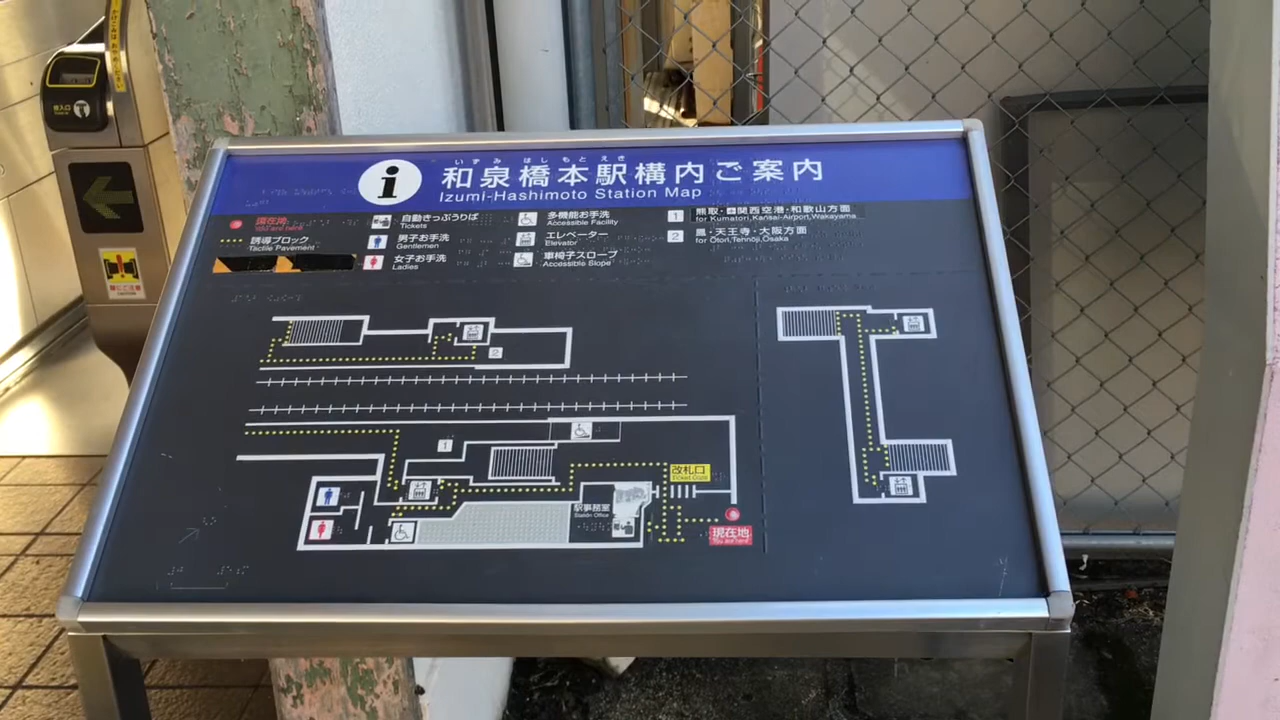 いずみはしもとえき
和泉橋本駅構内ご案内
Izumi-Hashimoto Station Map
現在地
You are here
誘導ブロック
Tactile Pavement
自動きっぷうりば
Tickets
男子お手洗
Gentlemen
女子お手洗
Ladies
多機能お手洗
Accessible Facility
エレベーター
Elevator
車椅子スロープ
Accessible Slope
1 熊取・関西空港・和歌山方面
for Kumatori,Kansai-Airport,Wakayama
2 鳳・天王寺・大阪方面
for Otori,Tennoji,Osaka
2
1
改札口
Ticket Gate
駅事務室
Station Office
現在地
You are here
CAUTION